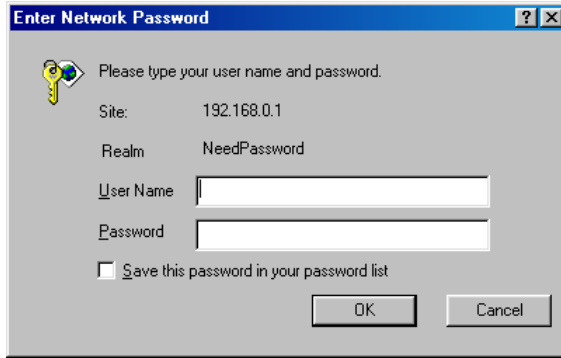 Enter Network Password
Please type your user name and password.
Site: 192.168.0.1
Realm NeedPassword
User Name
Password
Save this password in your password list
OK Cancel